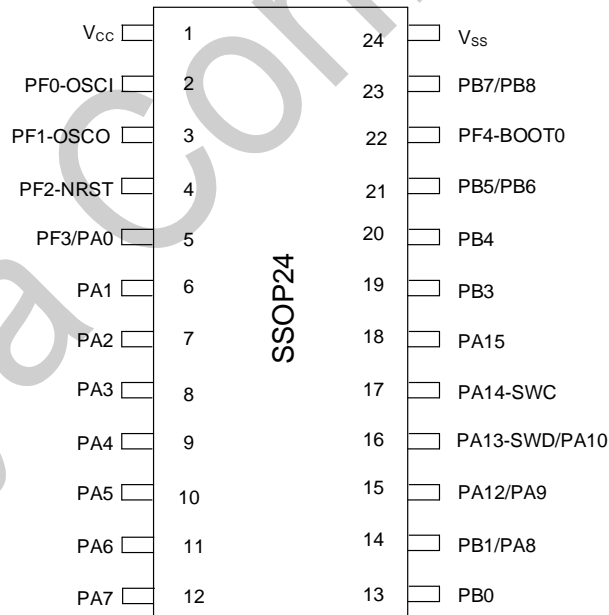 Vcc 1 24 Vss
PF0-OSCI 2 23 PB7/PB8
PF1-OSCO 3 22 PF4-BOOT0
PF2-NRST 4 21 PB5/PB6
PF3/PA0 5 20 PB4
PA1 6 19 PB3
PA2 7 18 PA15
PA3 8 17 PA14-SWC
PA4 9 16 PA13-SWD/PA10
PA5 10 15 PA12/PA9
PA6 11 14 PB1/PA8
PA7 12 13 PB0
SSOP24